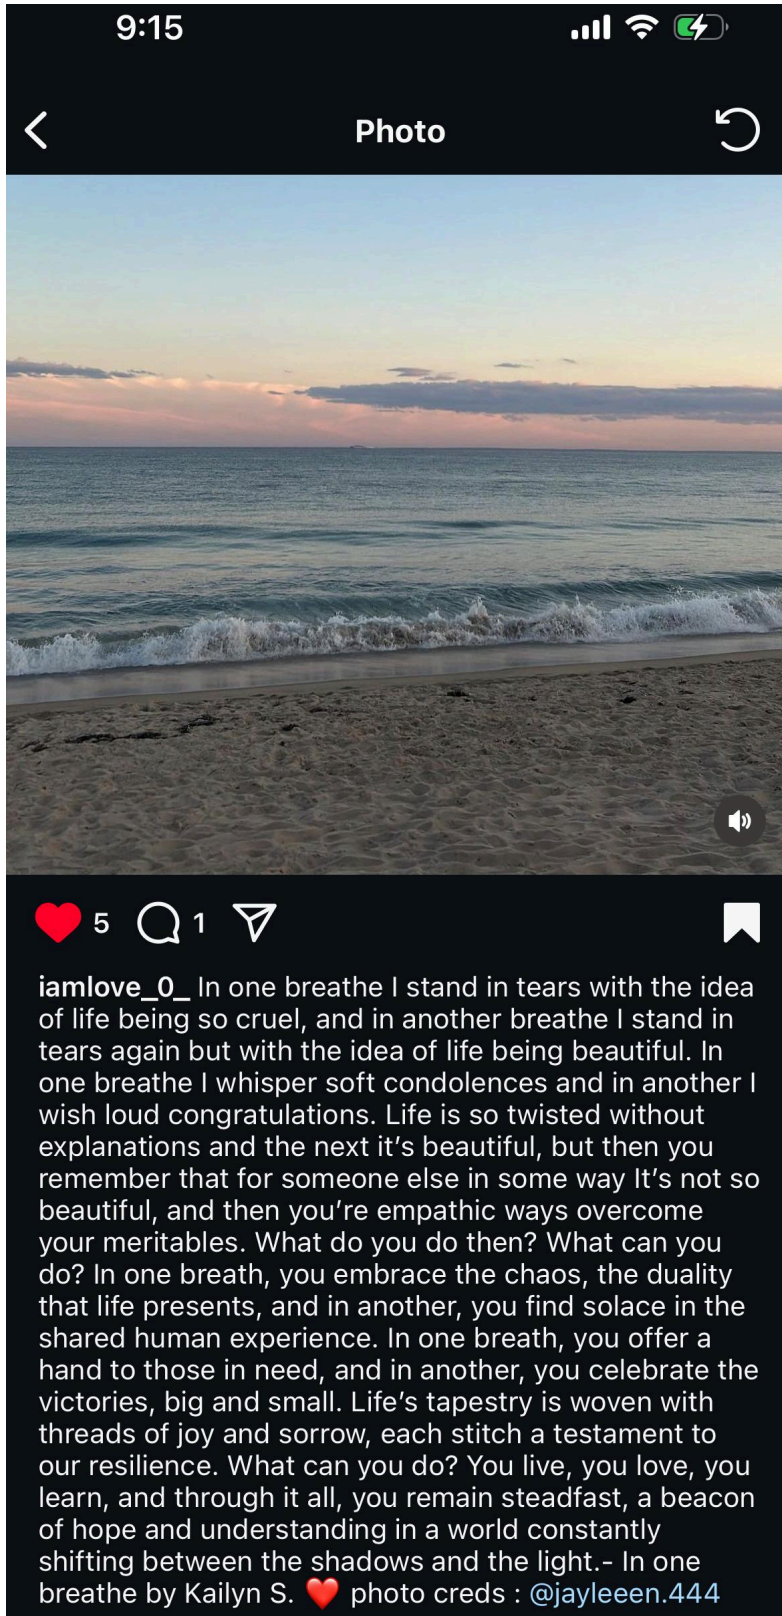 9:15
Photo
5
1
iamlove_0_ In one breathe I stand in tears with the idea
of life being so cruel, and in another breathe I stand in
tears again but with the idea of life being beautiful. In
one breathe I whisper soft condolences and in another I
wish loud congratulations. Life is so twisted without
explanations and the next it’s beautiful, but then you
remember that for someone else in some way It’s not so
beautiful, and then you’re empathic ways overcome
your meritables. What do you do then? What can you
do? In one breath, you embrace the chaos, the duality
that life presents, and in another, you find solace in the
shared human experience. In one breath, you offer a
hand to those in need, and in another, you celebrate the
victories, big and small. Life’s tapestry is woven with
threads of joy and sorrow, each stitch a testament to
our resilience. What can you do? You live, you love, you
learn, and through it all, you remain steadfast, a beacon
of hope and understanding in a world constantly
shifting between the shadows and the light.- In one
breathe by Kailyn S. ❤️ photo creds : @jayleeen.444